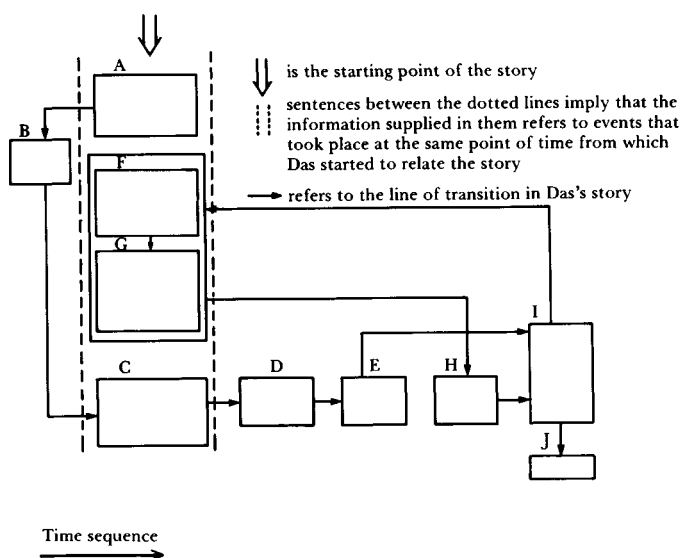 A
B
is the starting point of the story
sentences between the dotted lines imply that the
information supplied in them refers to events that
took place at the same point of time from which
Das started to relate the story
refers to the line of transition in Das's story
F
G
I
C
D
E
H
J
Time sequence